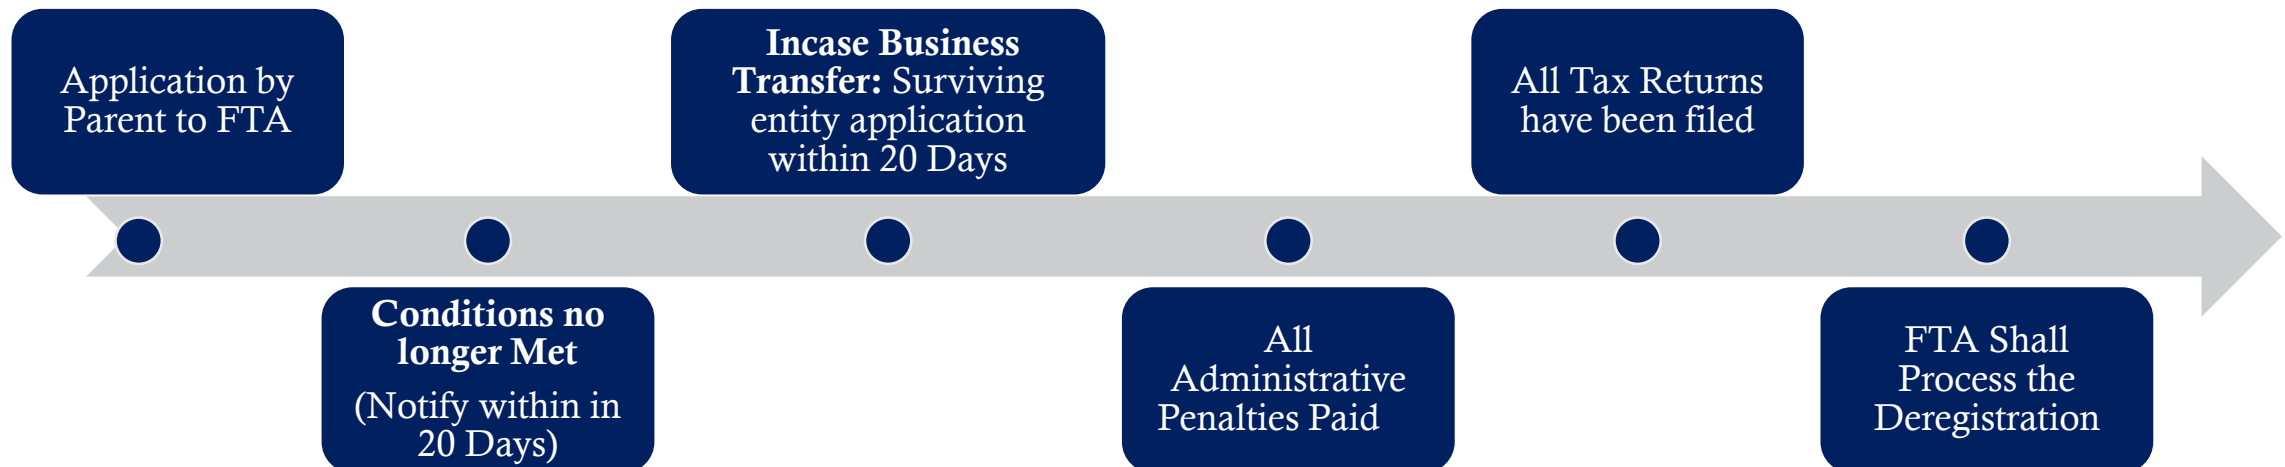 Application by
Parent to FTA
Conditions no
longer Met
(Notify within in
20 Days)
Incase Business
Transfer: Surviving
entity application
within 20 Days
All
Administrative
Penalties Paid
All Tax Returns
have been filed
FTA Shall
Process the
Deregistration